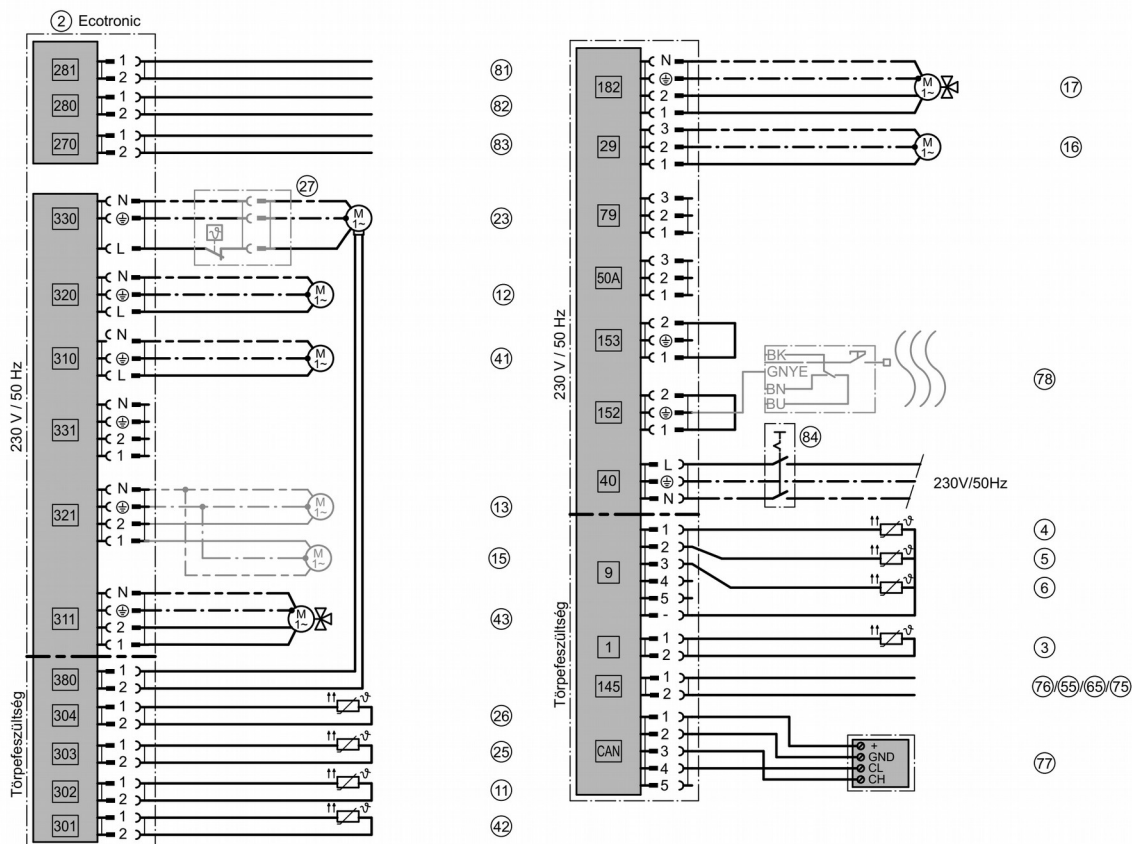 2 Ecotronic
281 1 81
2
280 1 82
2
270 1 83
2
27
330 N 23
M 1~
L
320 N 12
M 1~
L
310 N 41
M 1~
L
331 N
2
1
321 N 13
M 1~
2
1 15
M 1~
311 N 43
M 1~
2
1
380 1
2
304 1 26
ϑ
2
303 1 25
ϑ
2
302 1 11
ϑ
2
301 1 42
ϑ
2
230 V / 50 Hz
Törpefeszültség
182 N 17
M 1~
2
1
29 3 16
2
M 1~
1
79 3
2
1
50A 3
2
1
153 2
1
BK
GNYE
BN
BU
78
152 2
1
84
40 L
N
230V/50Hz
9 1 4
ϑ
2 5
ϑ
3 6
ϑ
4
5
-
1 1 3
ϑ
2
145 1 76/55/65/75
2
CAN 1
2
3
4
5
+
GND
CL
CH
77
230 V / 50 Hz
Törpefeszültség